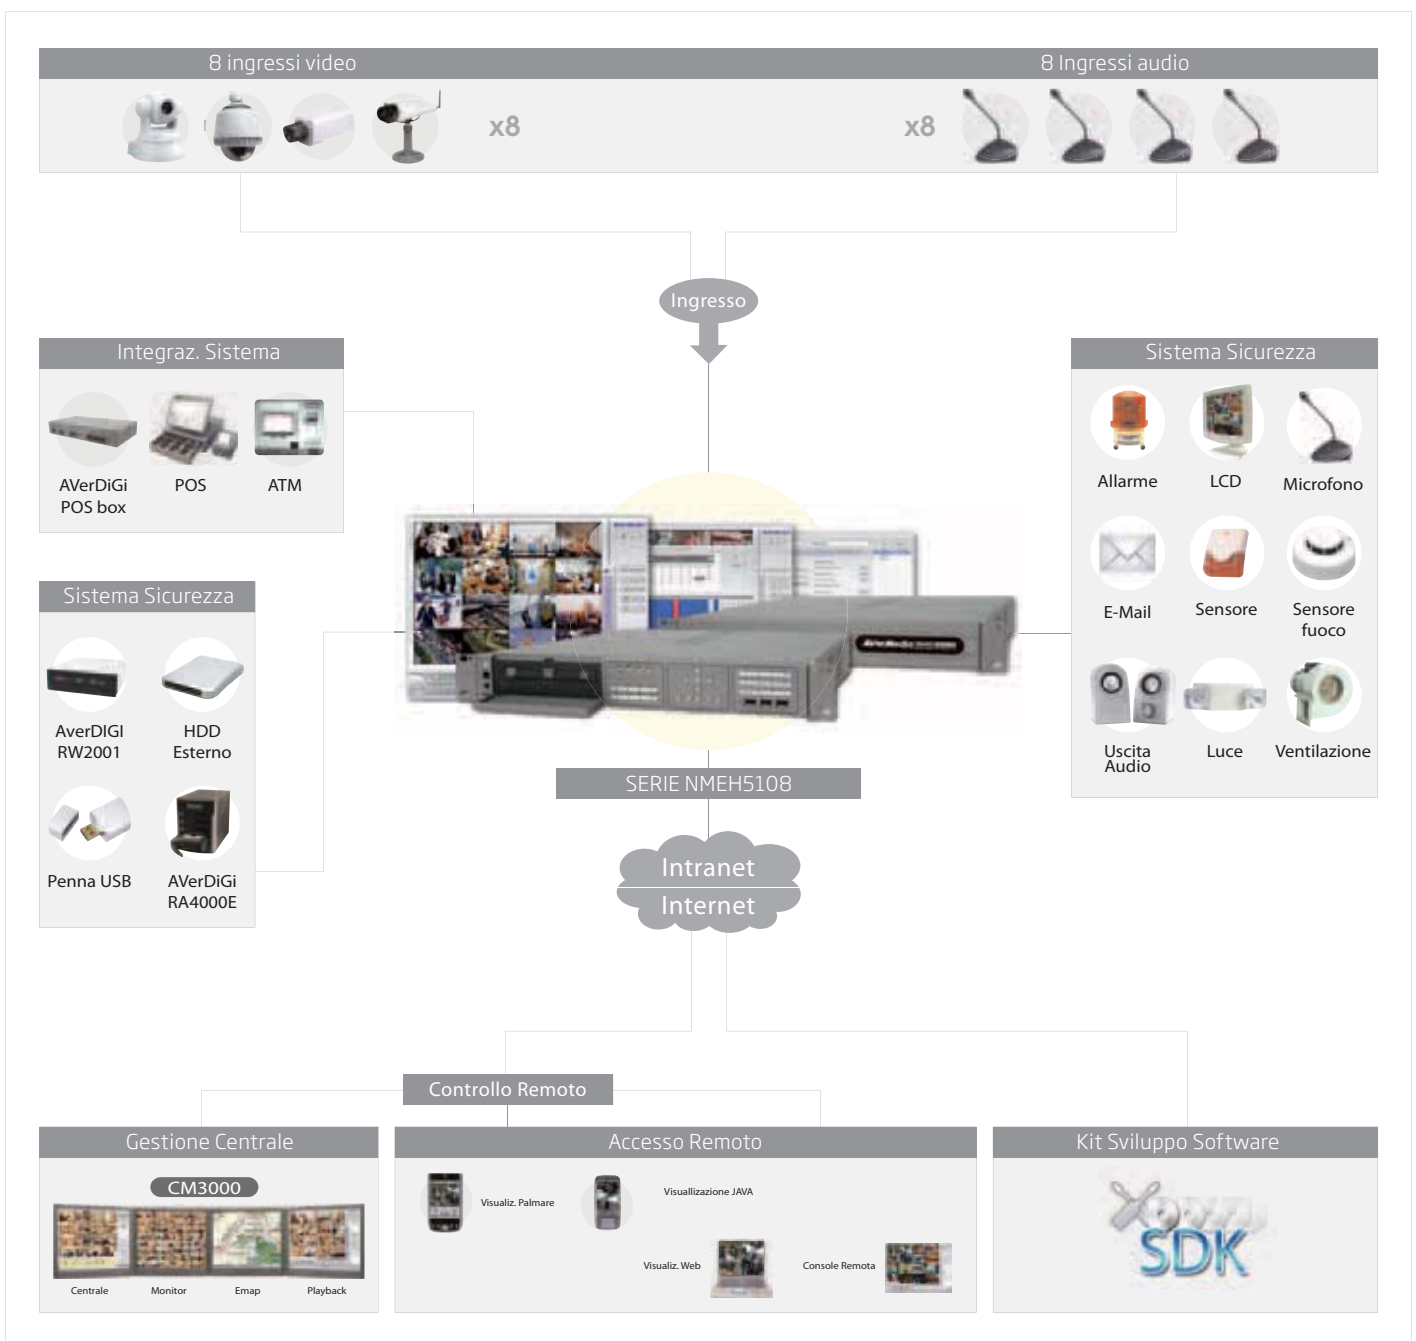 8 ingressi video
8 Ingressi audio
x8
x8
Ingresso
Integraz. Sistema
AVerDiGi
POS box
POS
ATM
Sistema Sicurezza
Allarme
LCD
Microfono
E-Mail
Sensore
Sensore
fuoco
Uscita
Audio
Luce
Ventilazione
Sistema Sicurezza
AverDIGI
RW2001
HDD
Esterno
Penna USB
AVerDiGi
RA4000E
SERIE NMEH5108
Intranet
Internet
Controllo Remoto
Gestione Centrale
CM3000
Centrale
Monitor
Emap
Playback
Accesso Remoto
Visualiz. Palmare
Visuallizazione JAVA
Visualiz. Web
Console Remota
Kit Sviluppo Software
SDK